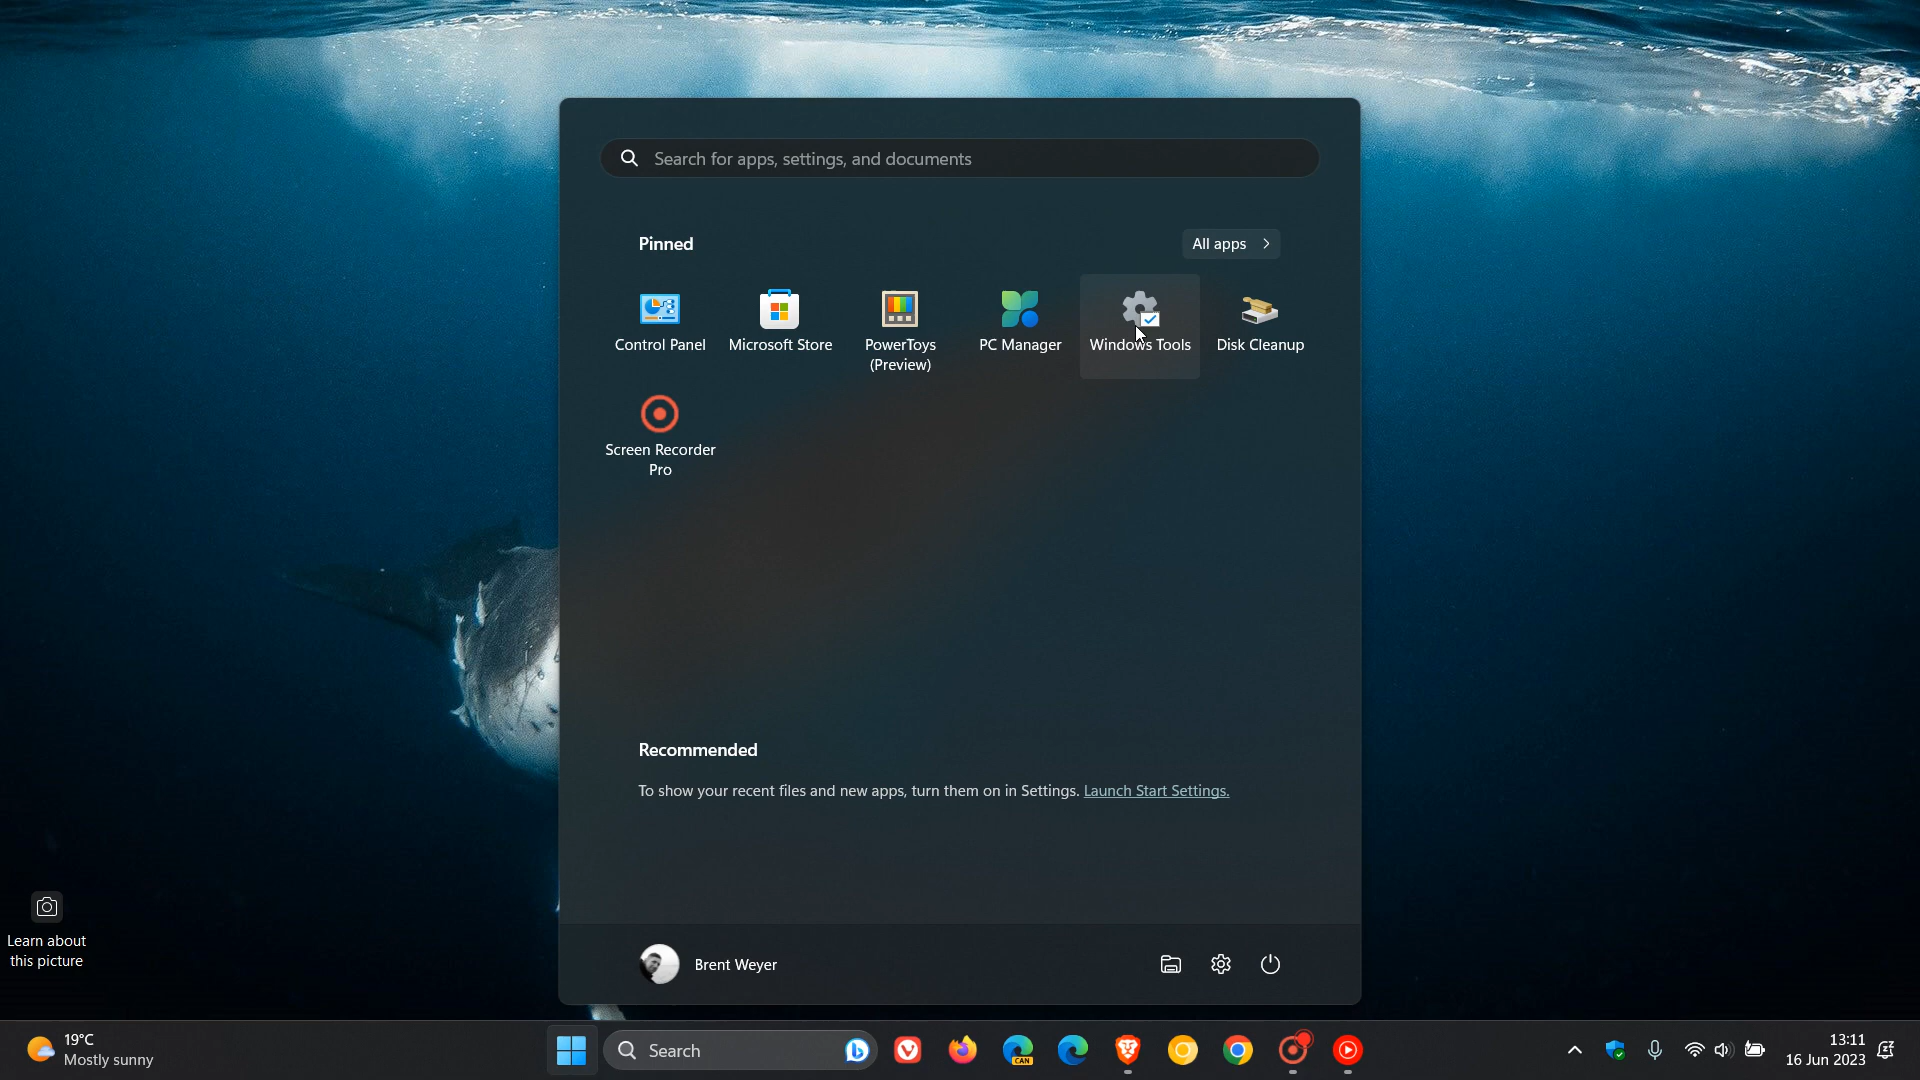 Search for apps, settings, and documents
Pinned
All apps
Control Panel
Microsoft Store
PowerToys
(Preview)
PC Manager
Windows Tools
Disk Cleanup
Screen Recorder
Pro
Recommended
To show your recent files and new apps, turn them on in Settings. Launch Start Settings.
Learn about
this picture
Brent Weyer
19°C
Mostly sunny
Search
CAN
13:11
16 Jun 2023